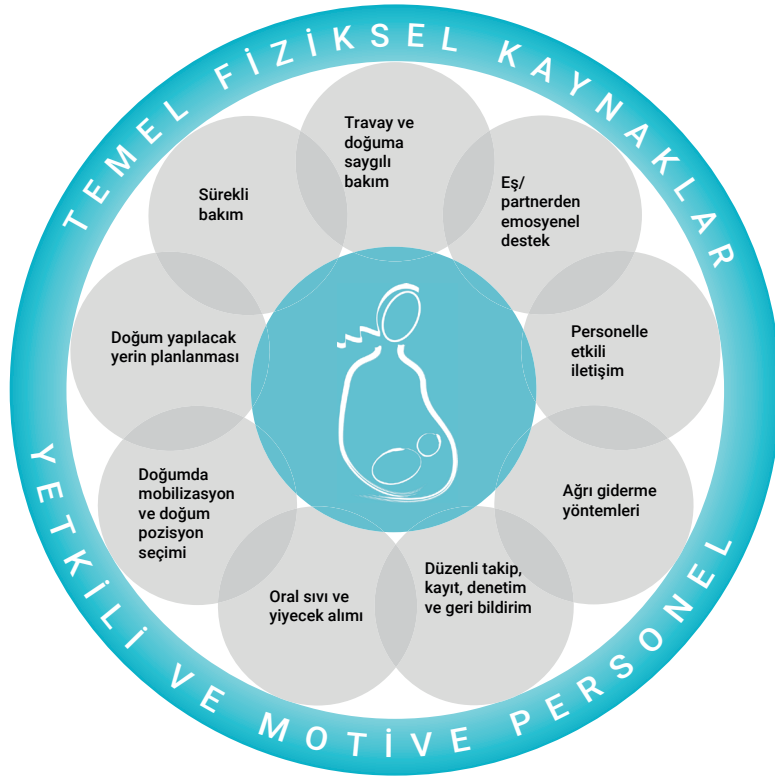 TEMEL FİZİKSEL KAYNAKLAR
Travay ve
doğuma
saygılı
bakım
Eş/
partnerden
emosyenel
destek
Personelle
etkili
iletişim
Ağrı giderme
yöntemleri
Düzenli takip,
kayıt, denetim
ve geri bildirim
Oral sıvı ve
yiyecek alımı
Doğumda
mobilizasyon
ve doğum
pozisyon
seçimi
Doğum yapılacak
yerin planlanması
Sürekli
bakım
YETKİLİ VE MOTİVE PERSONEL